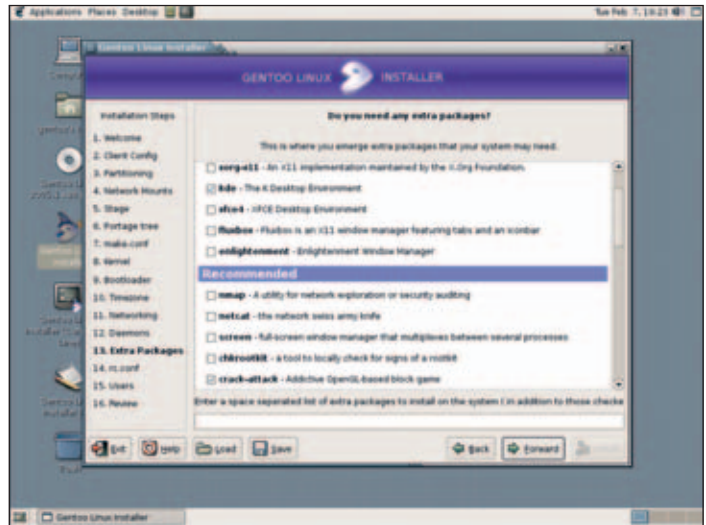 Applications Places Desktop
Tue Feb 7, 19:23
Gentoo Linux Installer
GENTOO LINUX INSTALLER
Installation Steps
1. Welcome
2. Client Config
3. Partitioning
4. Network Mounts
5. Stage
6. Portage tree
7. make.conf
8. Kernel
9. Bootloader
10. Timezone
11. Networking
12. Daemons
13. Extra Packages
14. rc.conf
15. Users
16. Review
Do you need any extra packages?
This is where you emerge extra packages that your system may need.
xorg-x11 - An X11 implementation maintained by the X.Org Foundation.
kde - The K Desktop Environment
xfce4 - XFCE Desktop Environment
fluxbox - Fluxbox is an X11 window manager featuring tabs and an iconbar
enlightenment - Enlightenment Window Manager
Recommended
nmap - A utility for network exploration or security auditing
netcat - the network swiss army knife
screen - full-screen window manager that multiplexes between several processes
chkrootkit - a tool to locally check for signs of a rootkit
crack-attack - Addictive OpenGL-based block game
Enter a space seperated list of extra packages to install on the system ( in addition to those checke
Exit Help Load Save Back Forward
Gentoo Linux Installer